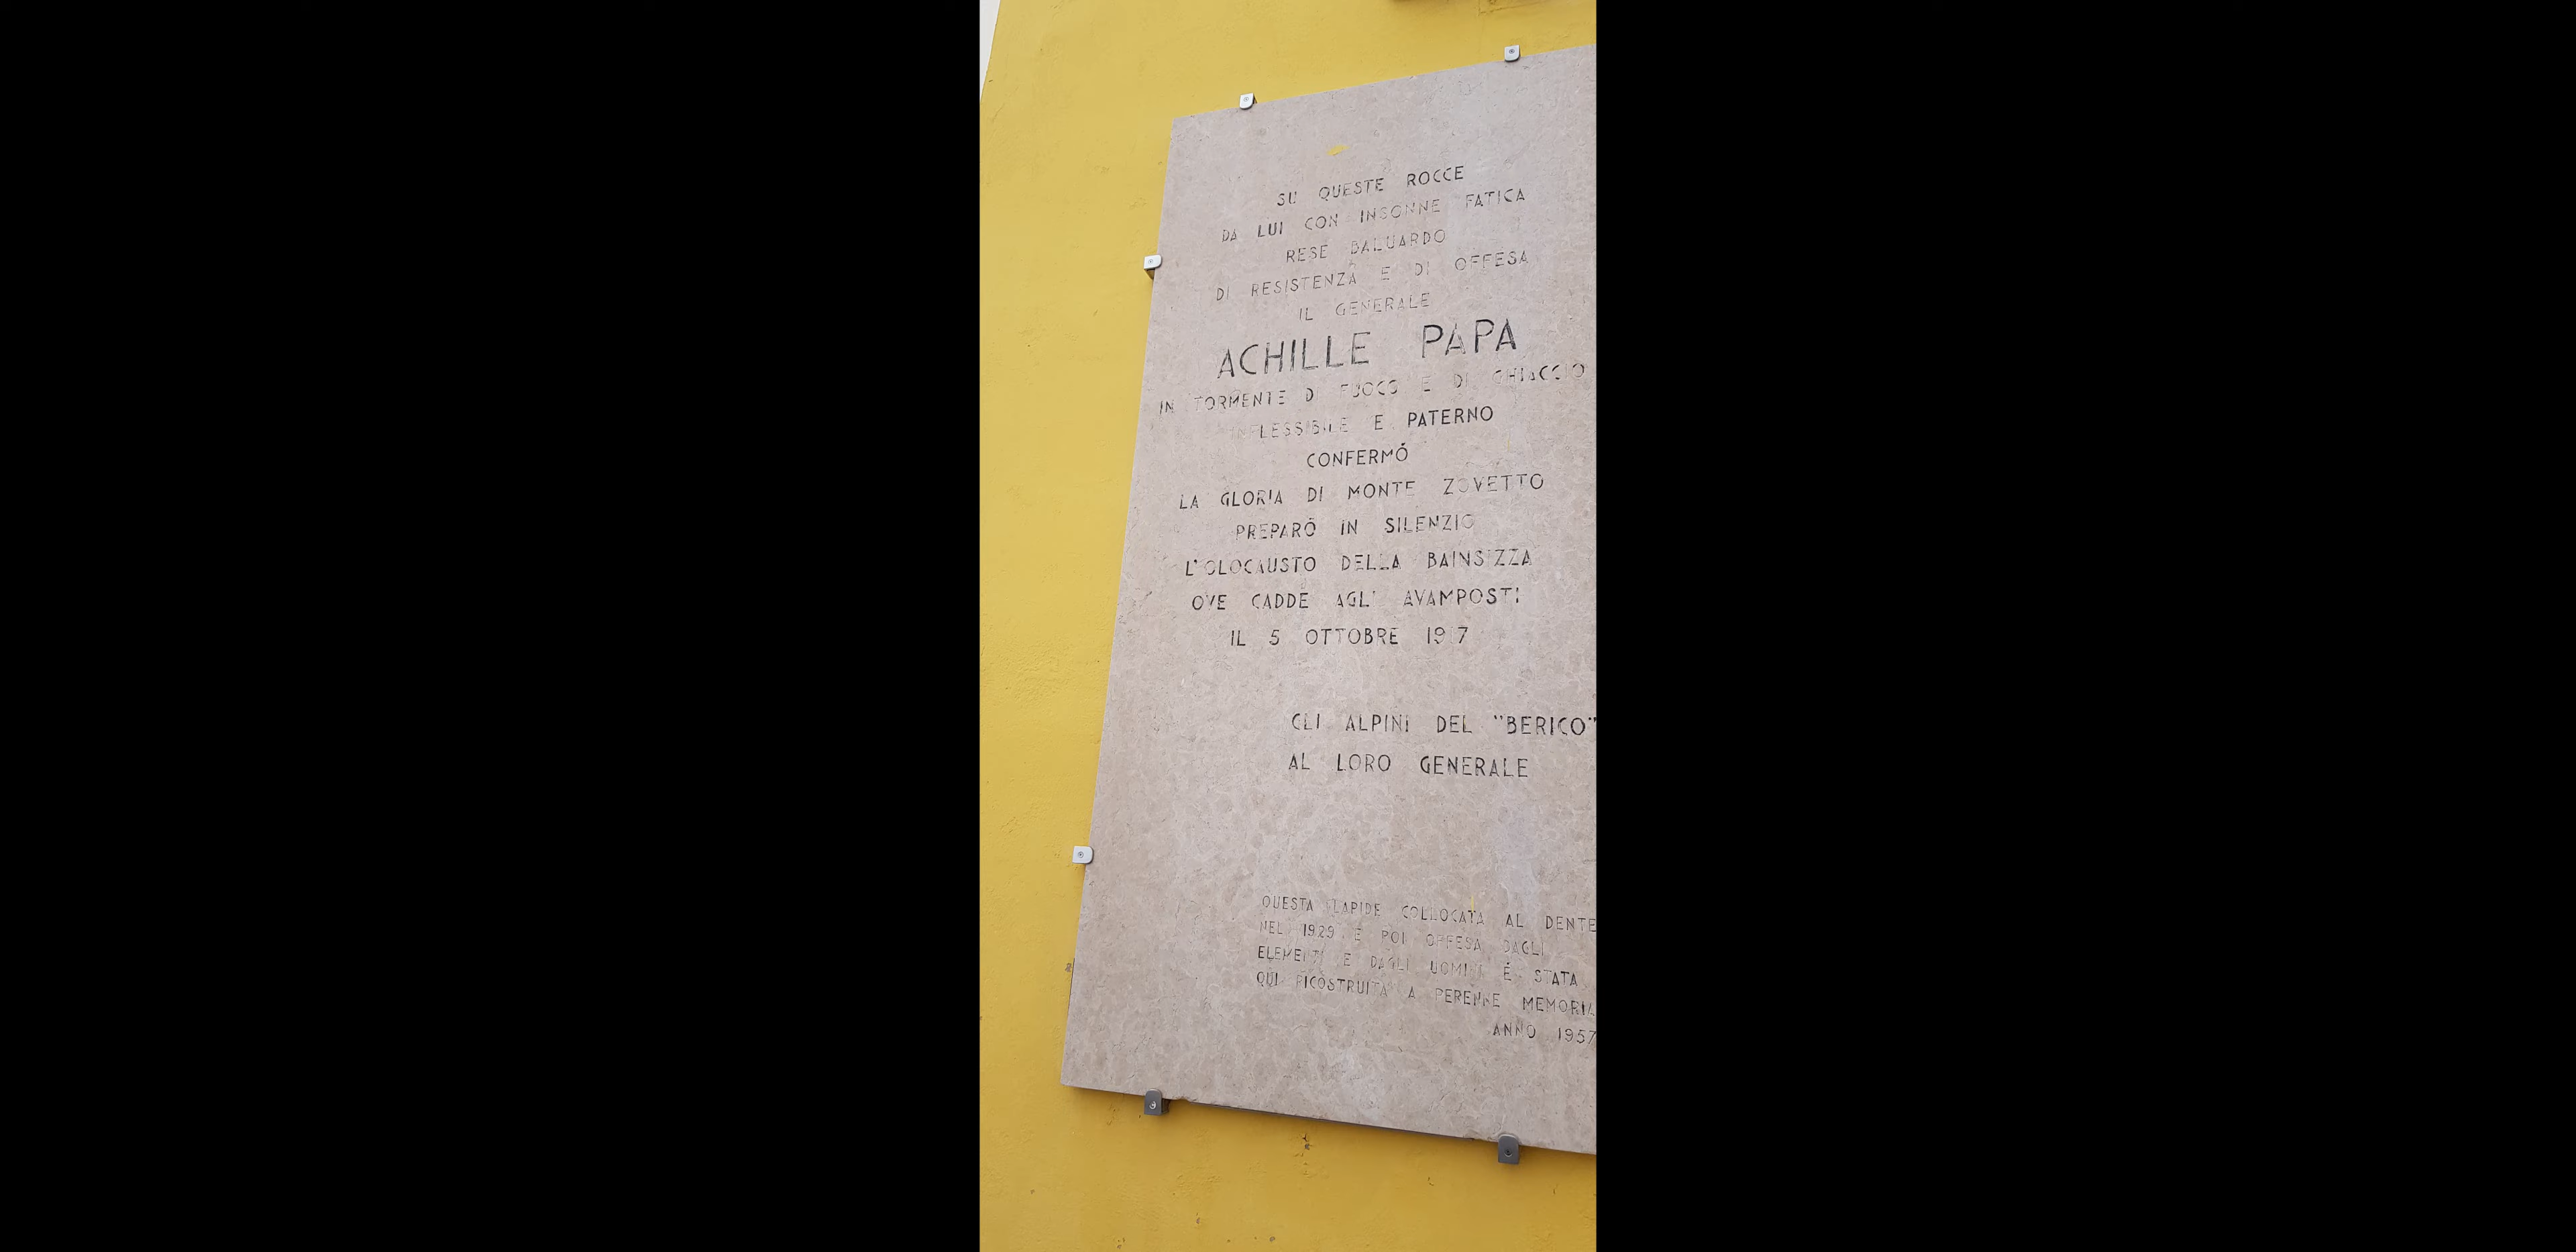 SU QUESTE ROCCE
DA LUI CON INSONNE FATICA
RESE BALUARDO
DI RESISTENZA E DI OFFESA
IL GENERALE
ACHILLE PAPA
IN TORMENTE DI FUOCO E DI GHIACCIO
INFLESSIBILE E PATERNO
CONFERMÓ
LA GLORIA DI MONTE ZOVETTO
PREPARÓ IN SILENZIO
L'OLOCAUSTO DELLA BAINSIZZA
OVE CADDE AGL' AVAMPOSTI
IL 5 OTTOBRE 1917
GLI ALPINI DEL "BERICO"
AL LORO GENERALE
QUESTA LAPIDE COLLOCATA AL DENTE
NEL 1929 E POI OFFESA DAGLI
ELEMENTI E DAGLI UOMINI É STATA
QUI RICOSTRUITA A PERENNE MEMORIA
ANNO 1957